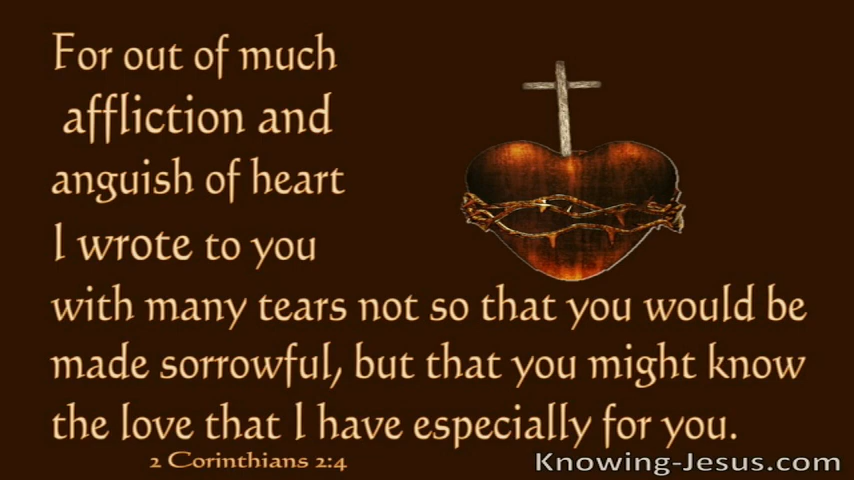 For out of much
affliction and
anguish of heart
I wrote to you
with many tears not so that you would be
made sorrowful, but that you might know
the love that I have especially for you.
2 Corinthians 2:4
Knowing-Jesus.com